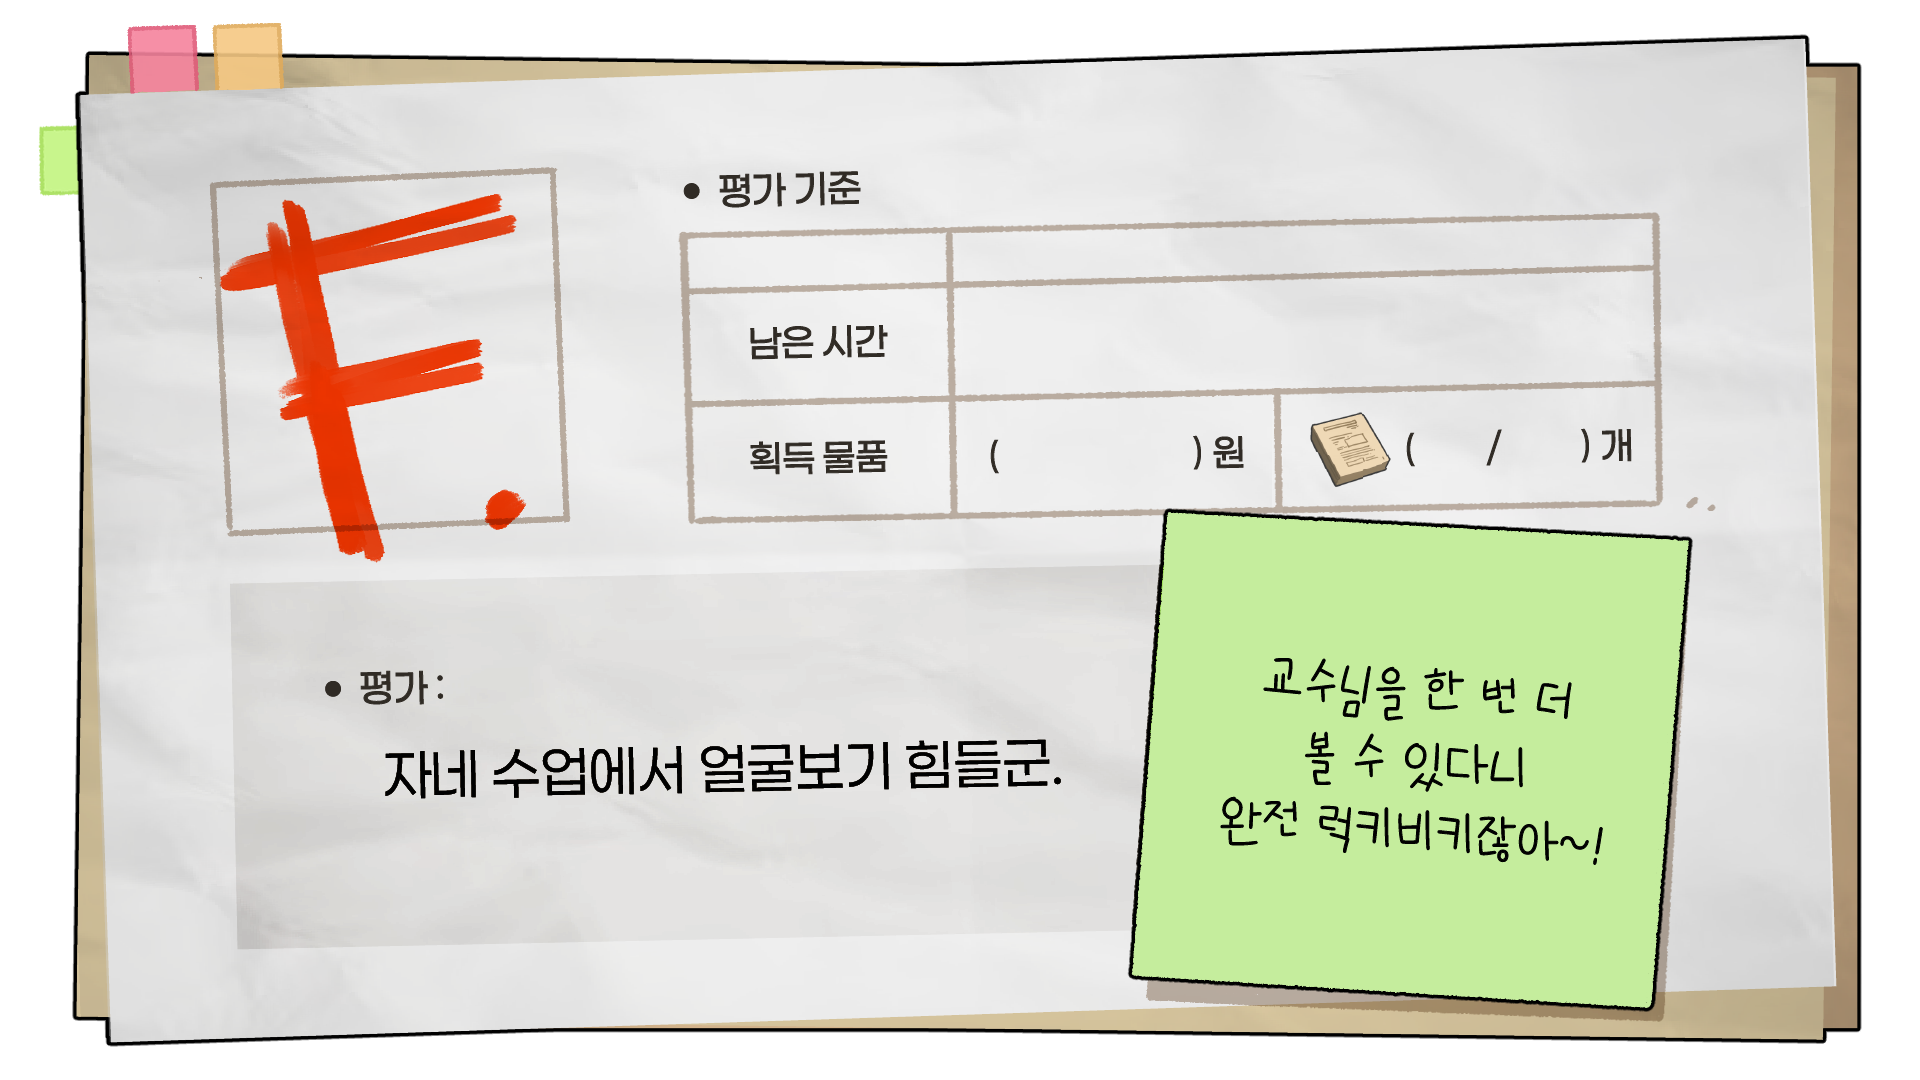 F.
• 평가 기준
남은 시간
획득 물품 ( ) 원 ( / ) 개
• 평가 :
자네 수업에서 얼굴보기 힘들군.
교수님을 한 번 더
볼 수 있다니
완전 럭키비키잖아~!